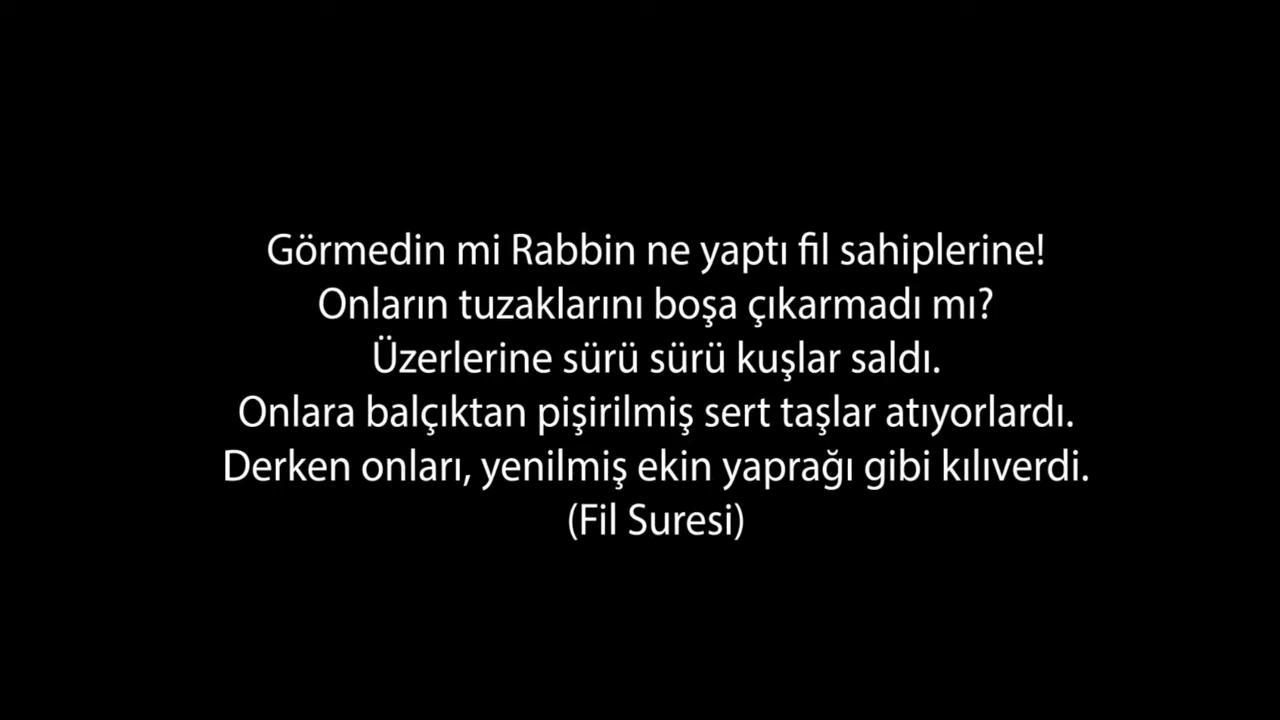 Görmedin mi Rabbin ne yaptı fil sahiplerine!
Onların tuzaklarını boşa çıkarmadı mı?
Üzerlerine sürü sürü kuşlar saldı.
Onlara balçıktan pişirilmiş sert taşlar atıyorlardı.
Derken onları, yenilmiş ekin yaprağı gibi kılıverdi.
(Fil Suresi)